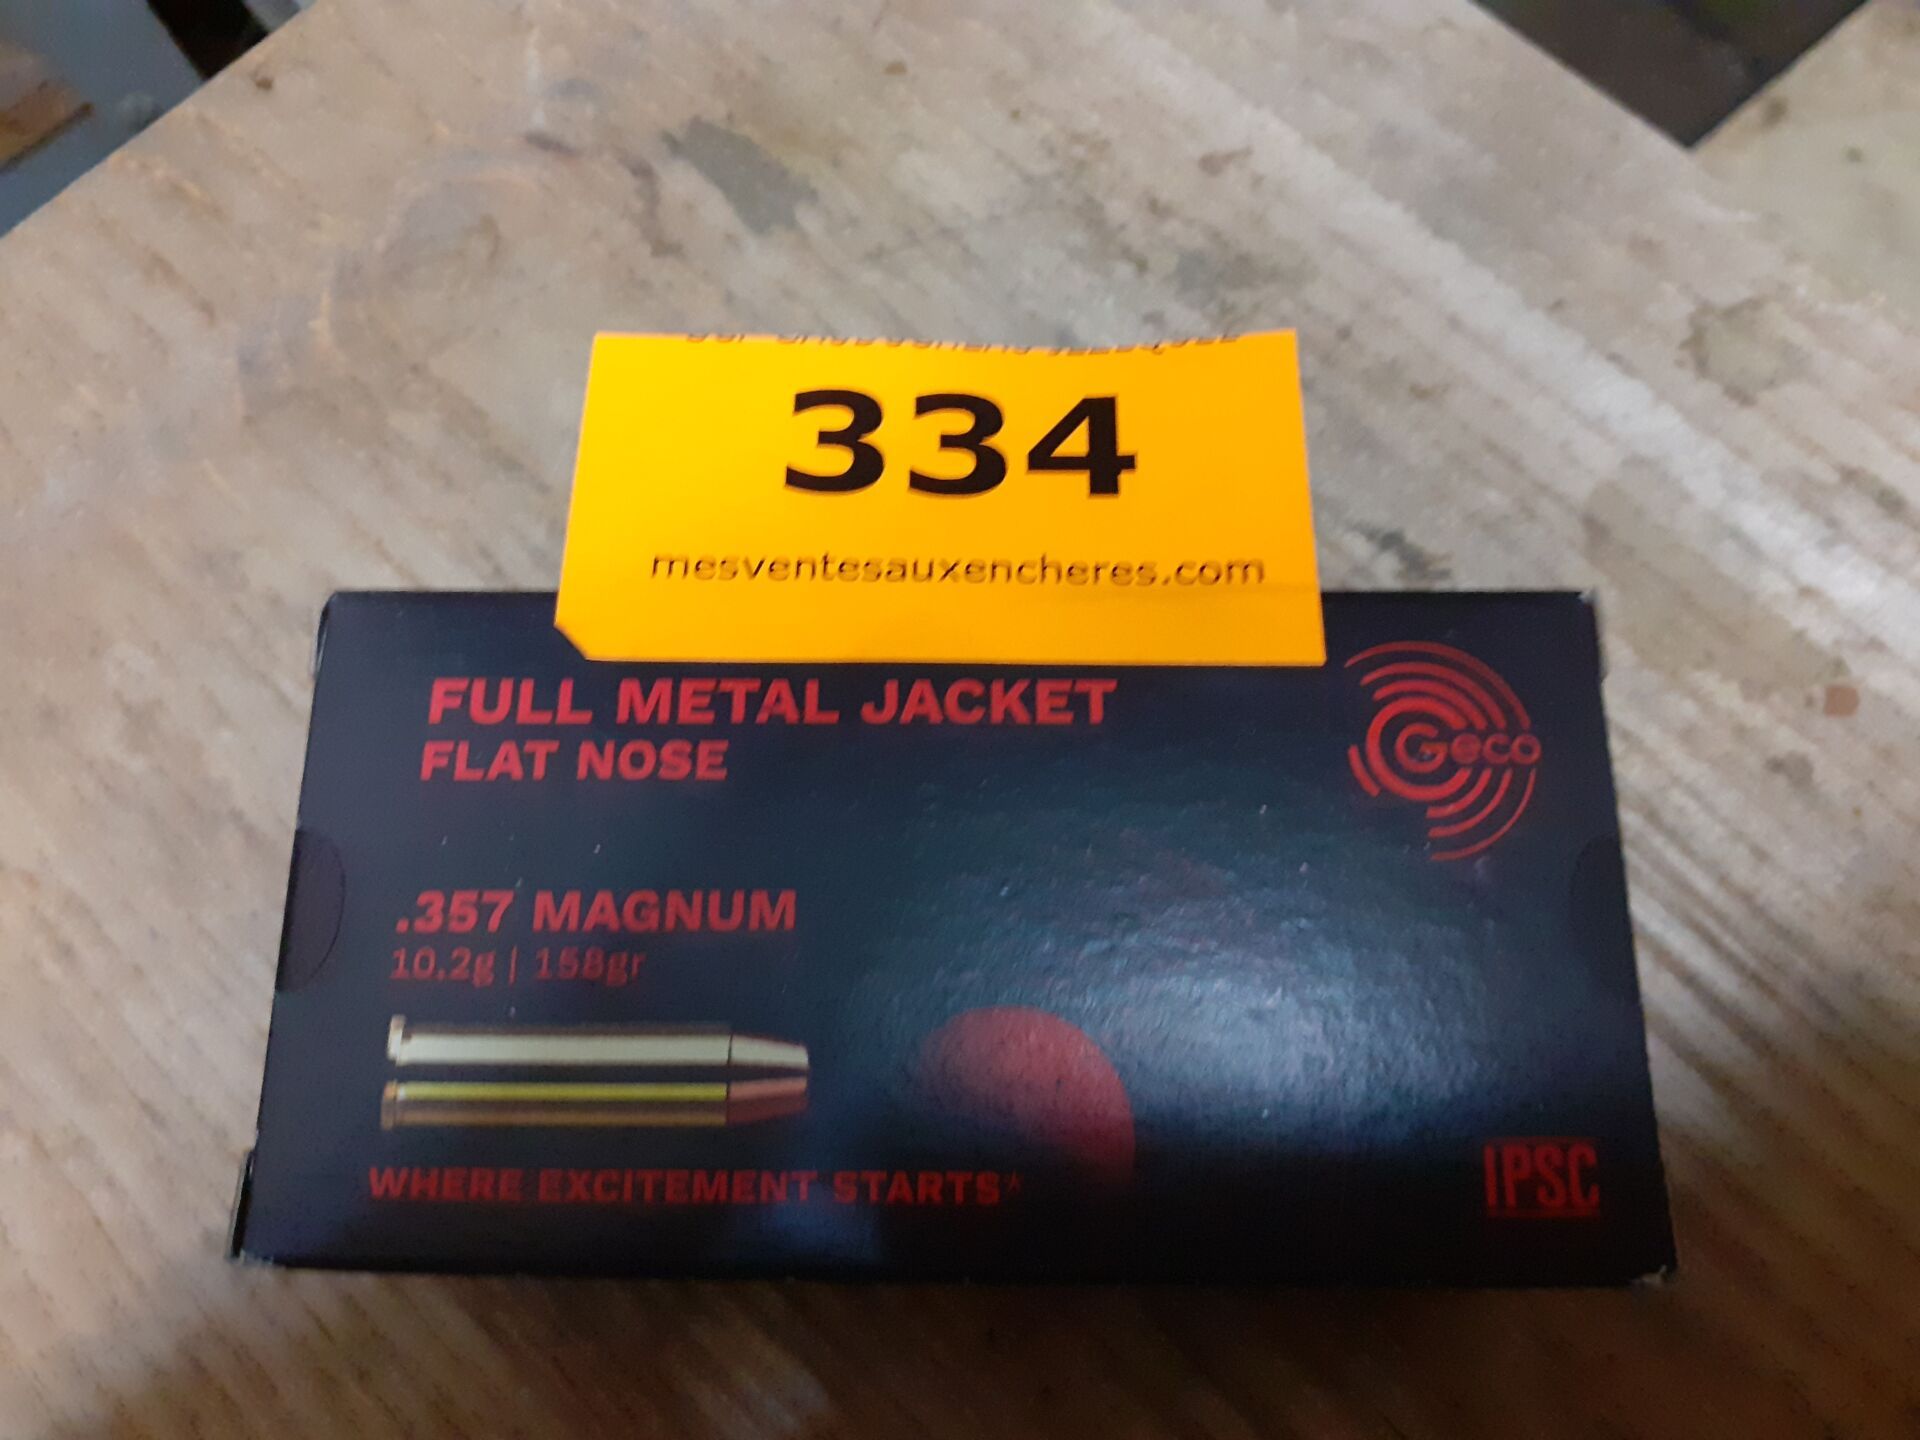 334
mesventesauxencheres.com
FULL METAL JACKET
FLAT NOSE
Geco
.357 MAGNUM
10.2g | 158gr
WHERE EXCITEMENT STARTS*
IPSC